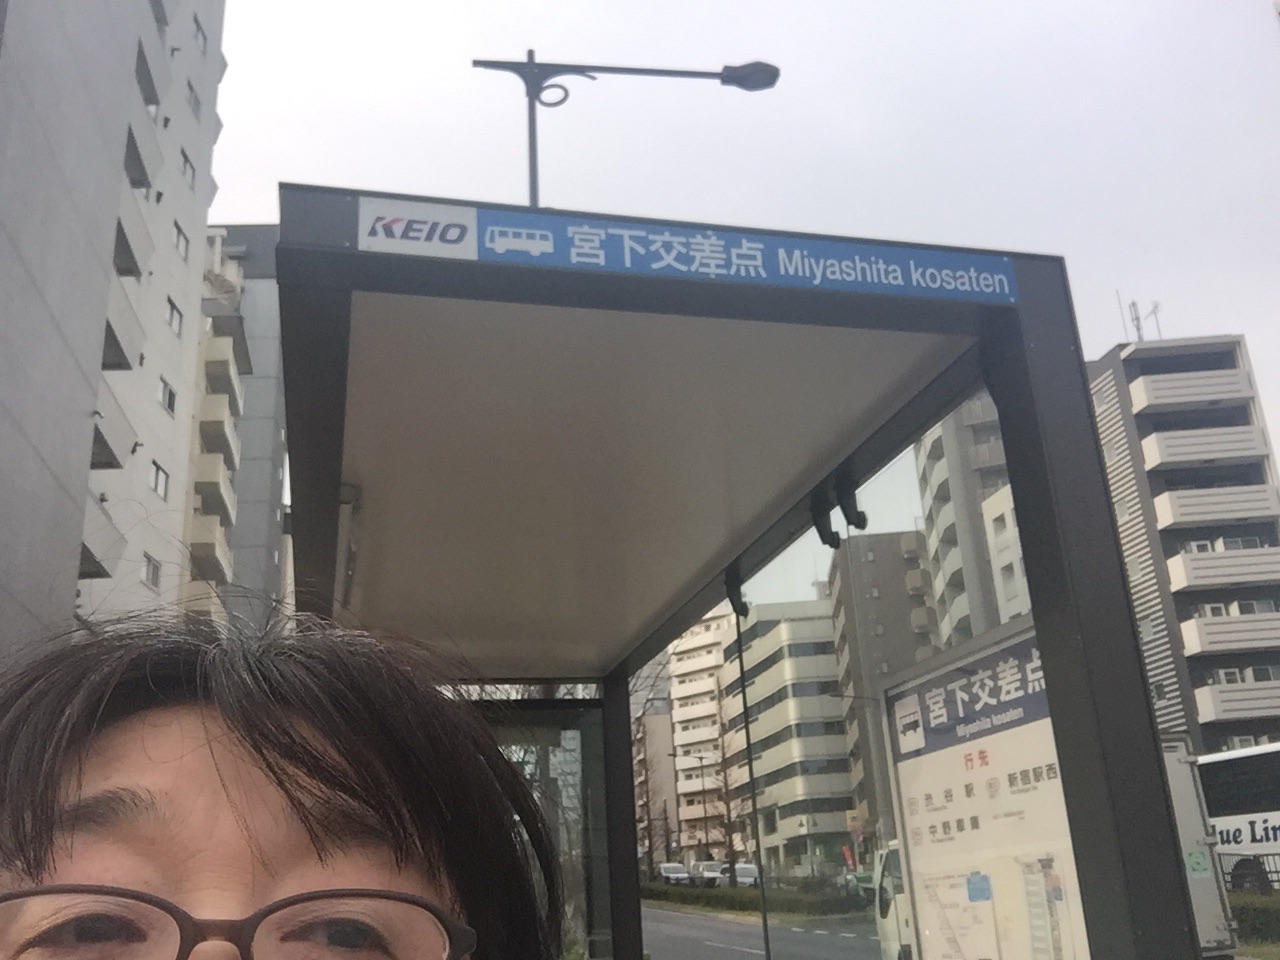 KEIO 宮下交差点 Miyashita kosaten
宮下交差点
Miyashita kosaten
行先
渋谷駅 新宿駅西
中野車庫
lue Lin